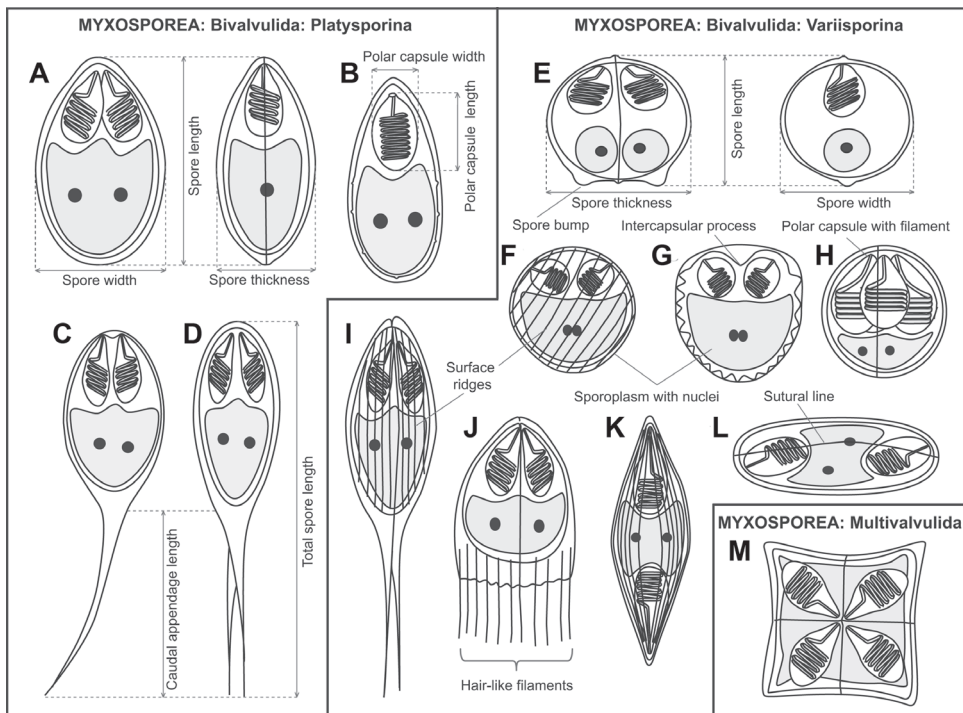 MYXOSPOREA: Bivalvulida: Platysporina
A
Spore length
Spore width
Spore thickness
B
Polar capsule width
Polar capsule length
C
D
Caudal appendage length
Total spore length
MYXOSPOREA: Bivalvulida: Variisporina
E
Spore length
Spore bump
Spore thickness
Spore width
Intercapsular process
Polar capsule with filament
F
G
H
I
Surface
ridges
Sporoplasm with nuclei
Sutural line
J
K
L
Hair-like filaments
MYXOSPOREA: Multivalvulida
M